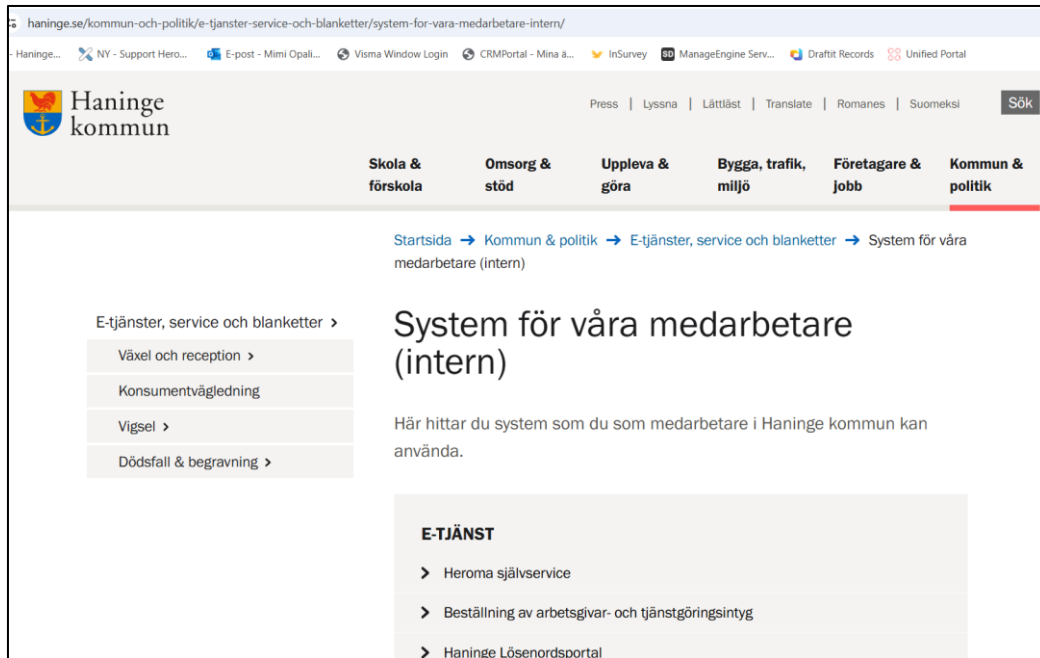 haninge.se/kommun-och-politik/e-tjanster-service-och-blanketter/system-for-vara-medarbetare-intern/
- Haninge... NY - Support Hero... E-post - Mimi Opali... Visma Window Login CRMPortal - Mina ä... InSurvey SD ManageEngine Serv... Draftit Records Unified Portal
Haninge
kommun
Press | Lyssna | Lättläst | Translate | Romanes | Suomeksi Sök
Skola &
förskola
Omsorg &
stöd
Uppleva &
göra
Bygga, trafik,
miljö
Företagare &
jobb
Kommun &
politik
Startsida → Kommun & politik → E-tjänster, service och blanketter → System för våra
medarbetare (intern)
E-tjänster, service och blanketter >
Växel och reception >
Konsumentvägledning
Vigsel >
Dödsfall & begravning >
System för våra medarbetare
(intern)
Här hittar du system som du som medarbetare i Haninge kommun kan
använda.
E-TJÄNST
> Heroma självservice
> Beställning av arbetsgivar- och tjänstgöringsintyg
> Haninge Lösenordsportal